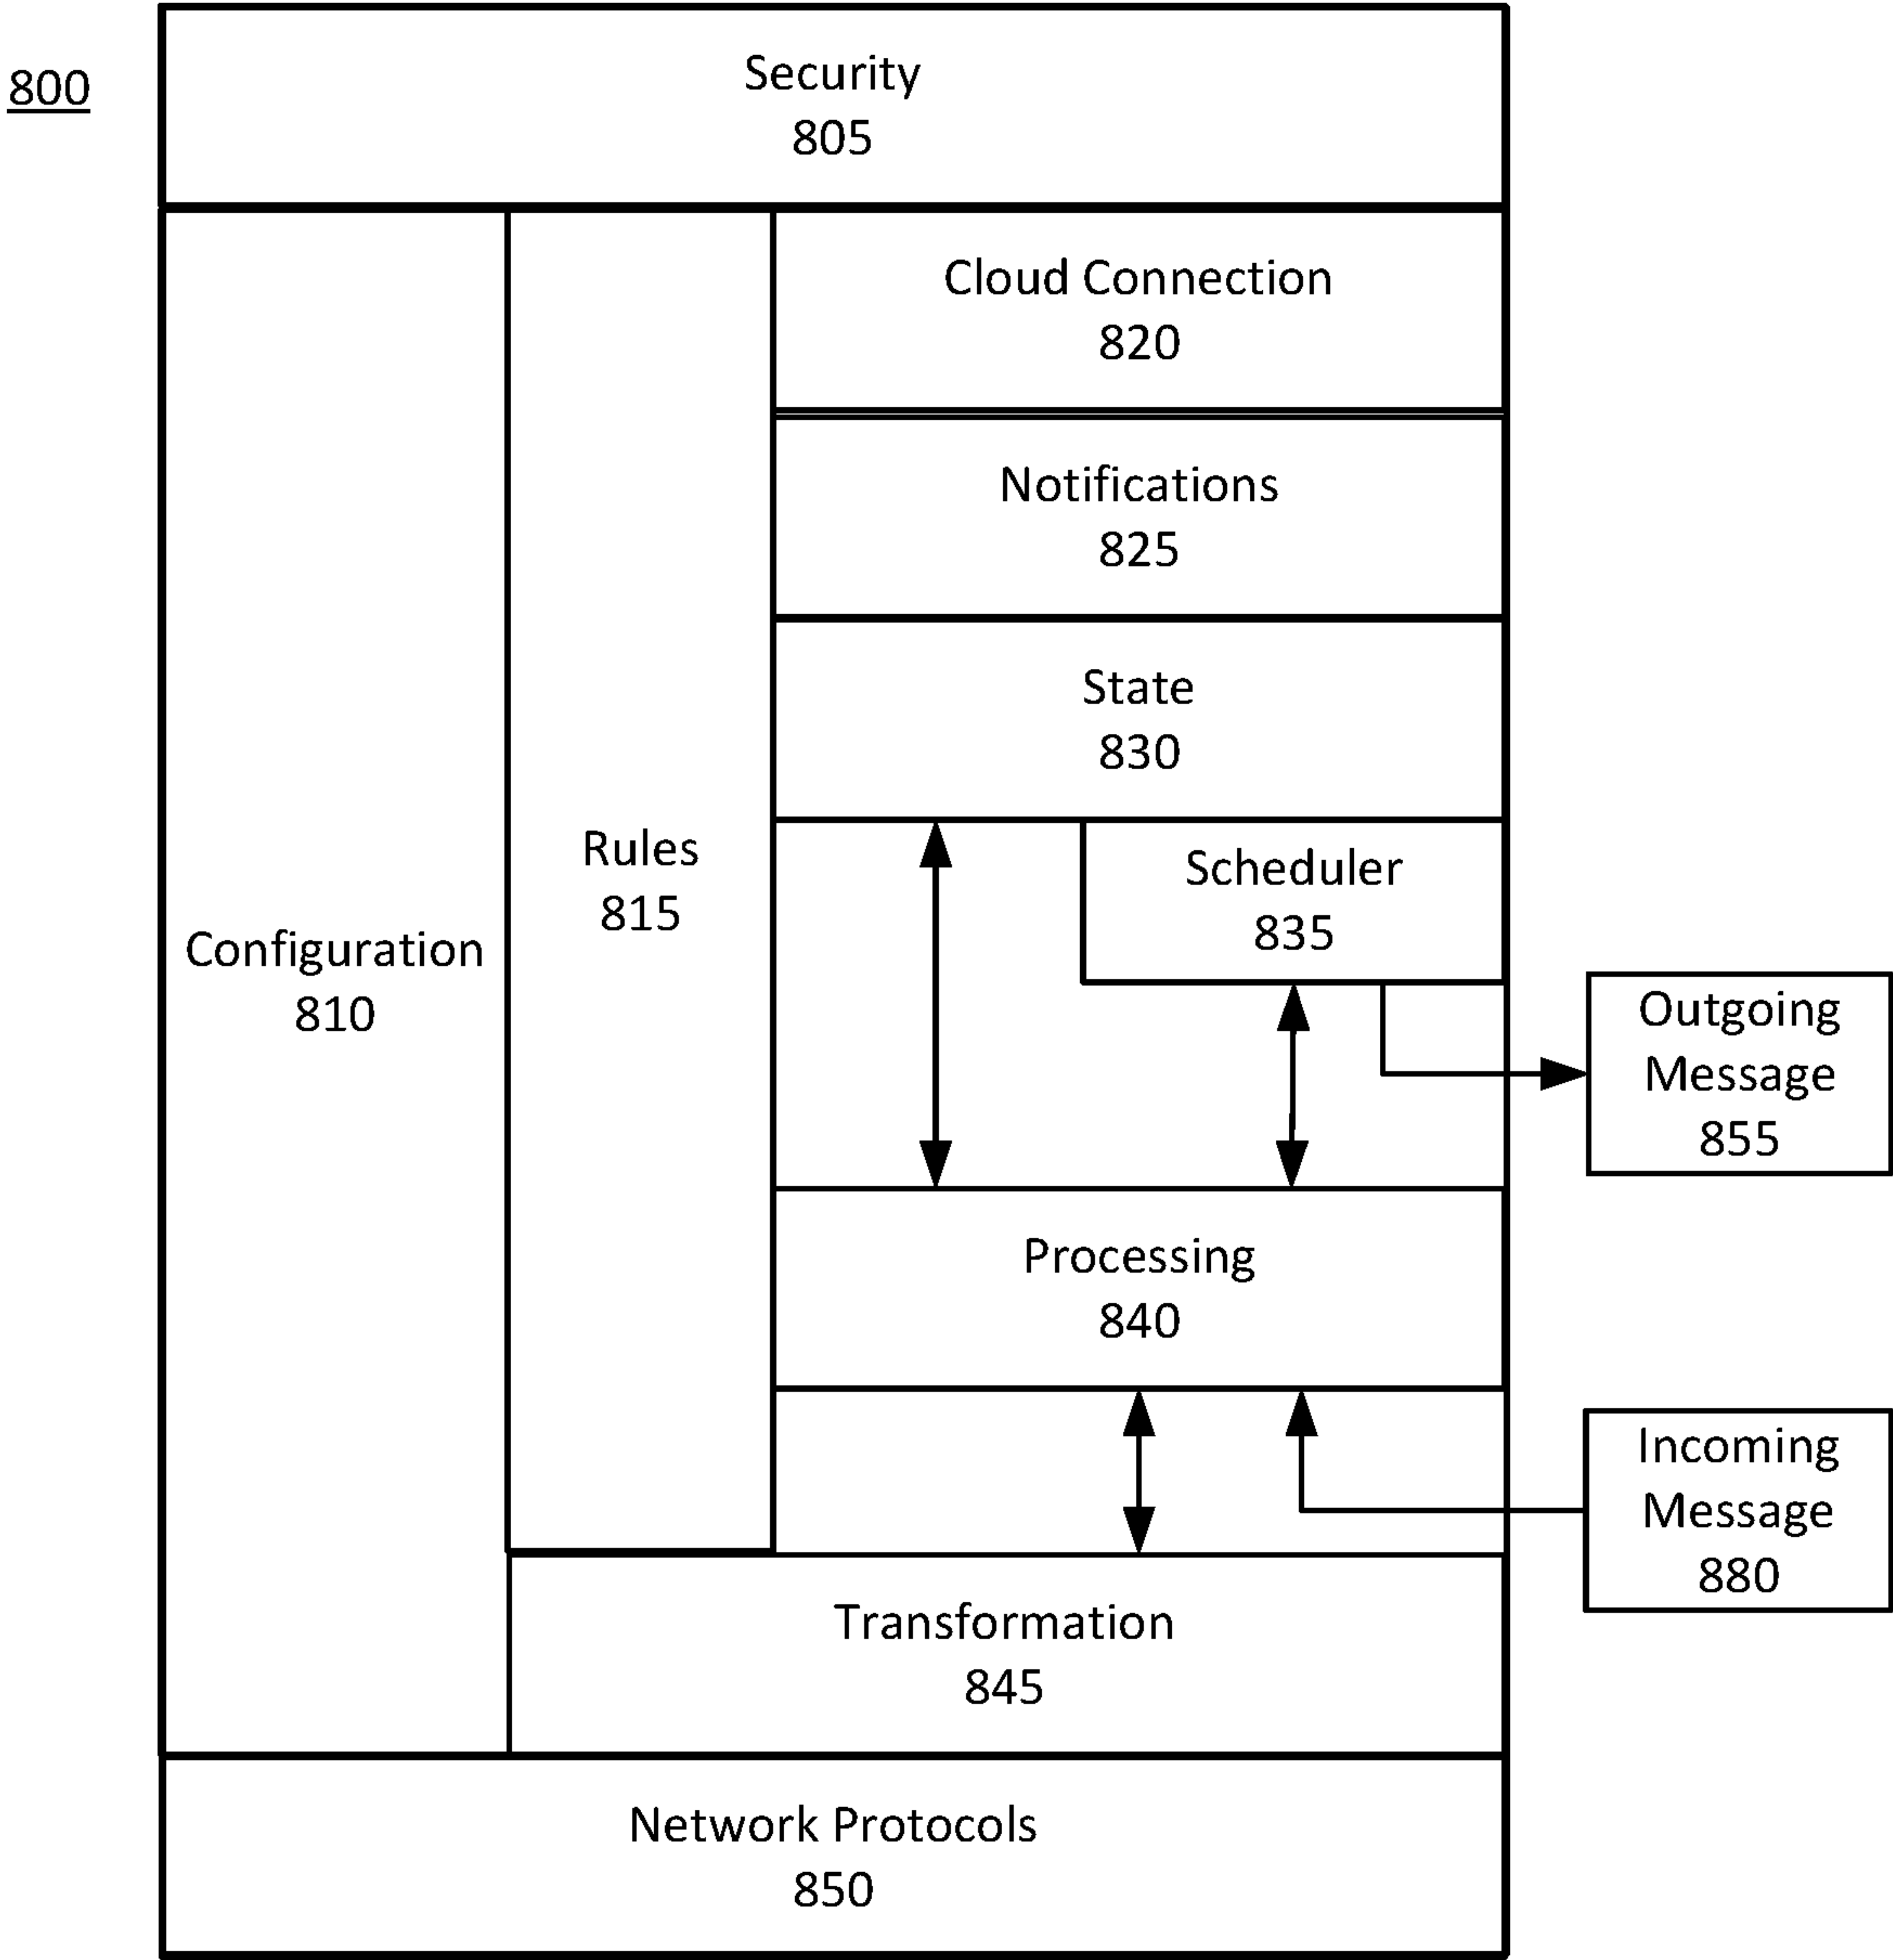 800
Security
805
Cloud Connection
820
Notifications
825
State
830
Rules
815
Scheduler
835
Configuration
810
Outgoing
Message
855
Processing
840
Incoming
Message
880
Transformation
845
Network Protocols
850